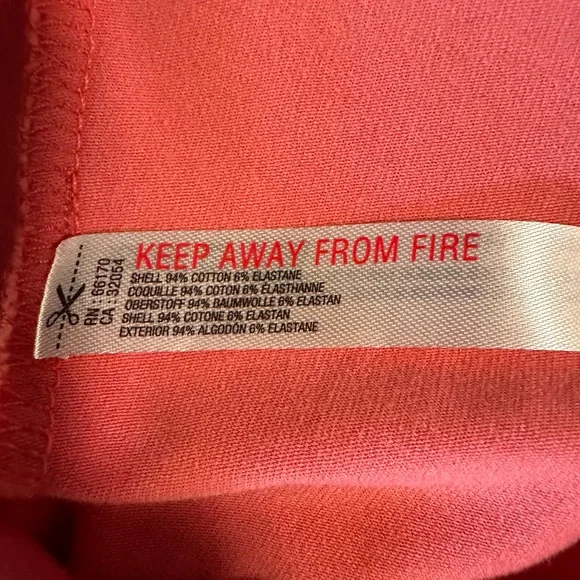 KEEP AWAY FROM FIRE
SHELL 94% COTTON 6% ELASTANE
COQUILLE 94% COTON 6% ÉLASTHANNE
OBERSTOFF 94% BAUMWOLLE 6% ELASTAN
SHELL 94% COTONE 6% ELASTAN
EXTERIOR 94% ALGODÓN 6% ELASTANE
RN : 66170
CA : 32054